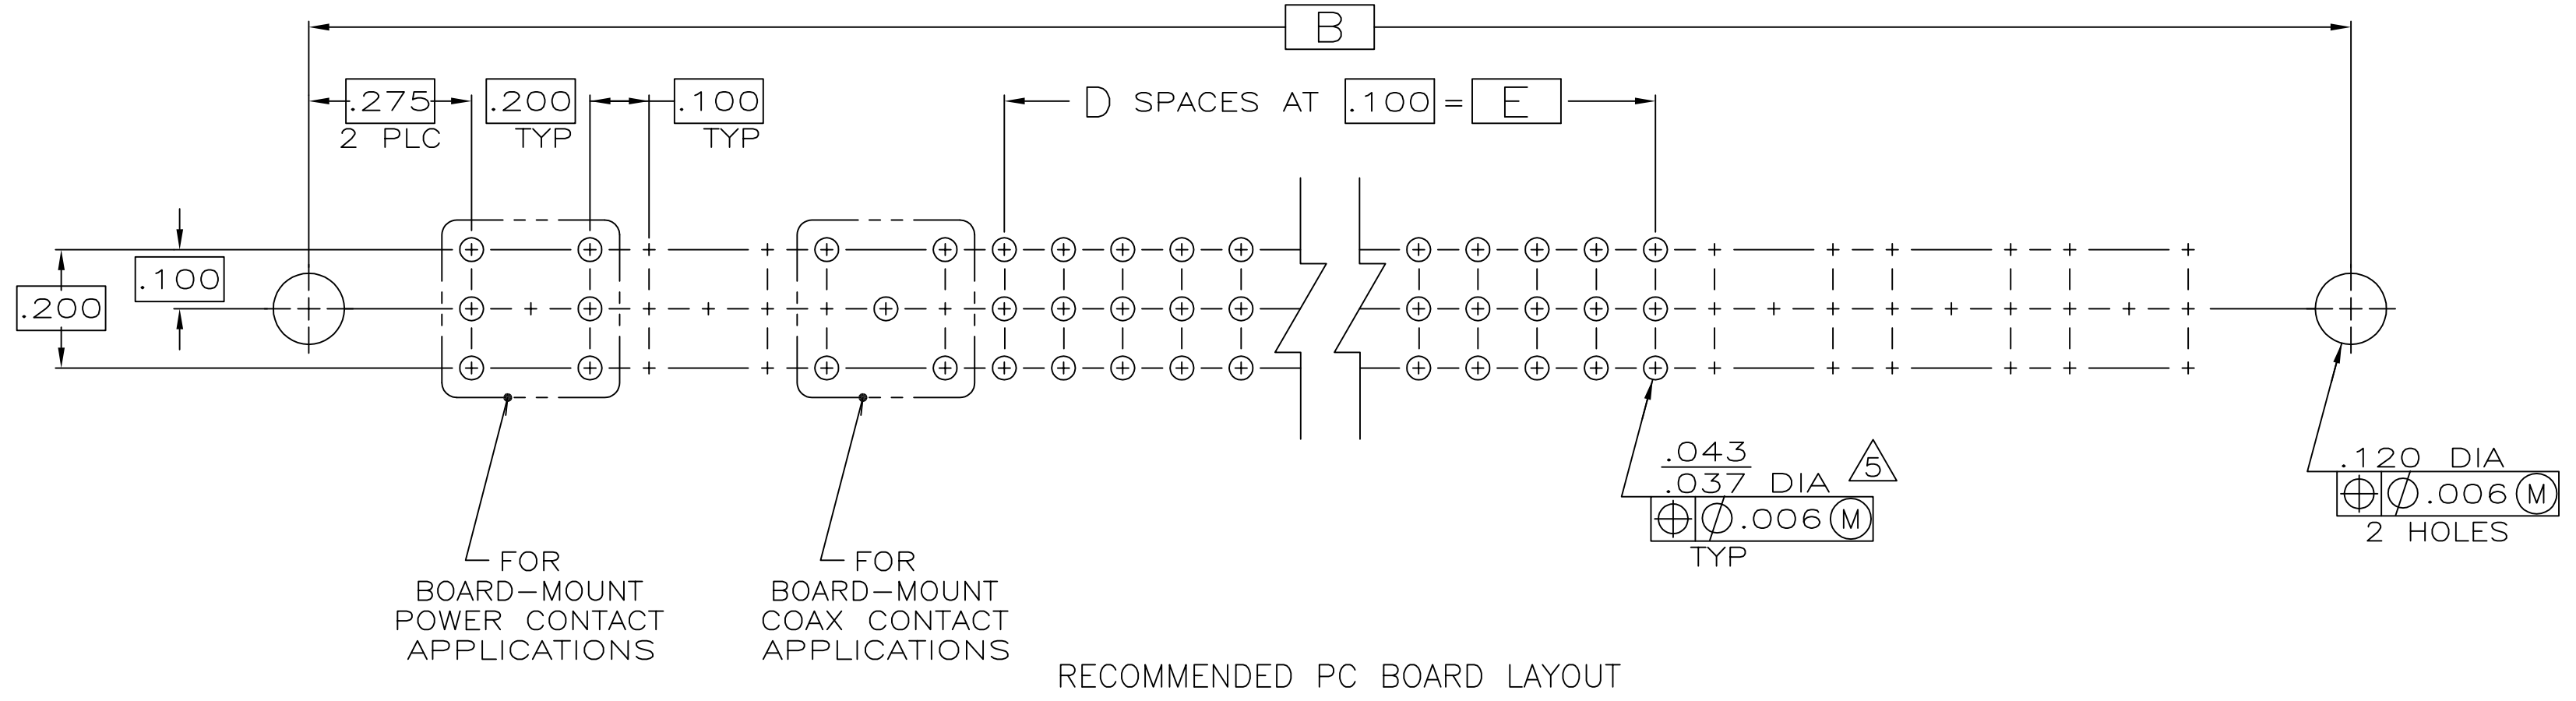 B
.275
2 PLC
.200
TYP
.100
TYP
D SPACES AT .100 = E
.100
.200
.043
.037 DIA 5
⌀ .006 Ⓜ
TYP
.120 DIA
⌀ .006 Ⓜ
2 HOLES
FOR
BOARD-MOUNT
POWER CONTACT
APPLICATIONS
FOR
BOARD-MOUNT
COAX CONTACT
APPLICATIONS
RECOMMENDED PC BOARD LAYOUT